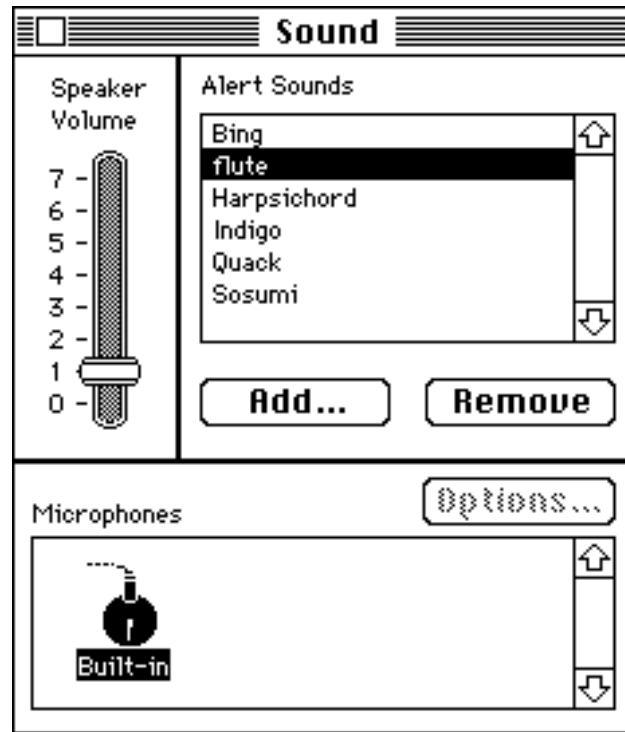 Sound
Speaker
Volume
7
6
5
4
3
2
1
0
Alert Sounds
Bing
flute
Harpsichord
Indigo
Quack
Sosumi
Add...
Remove
Options...
Microphones
Built-in